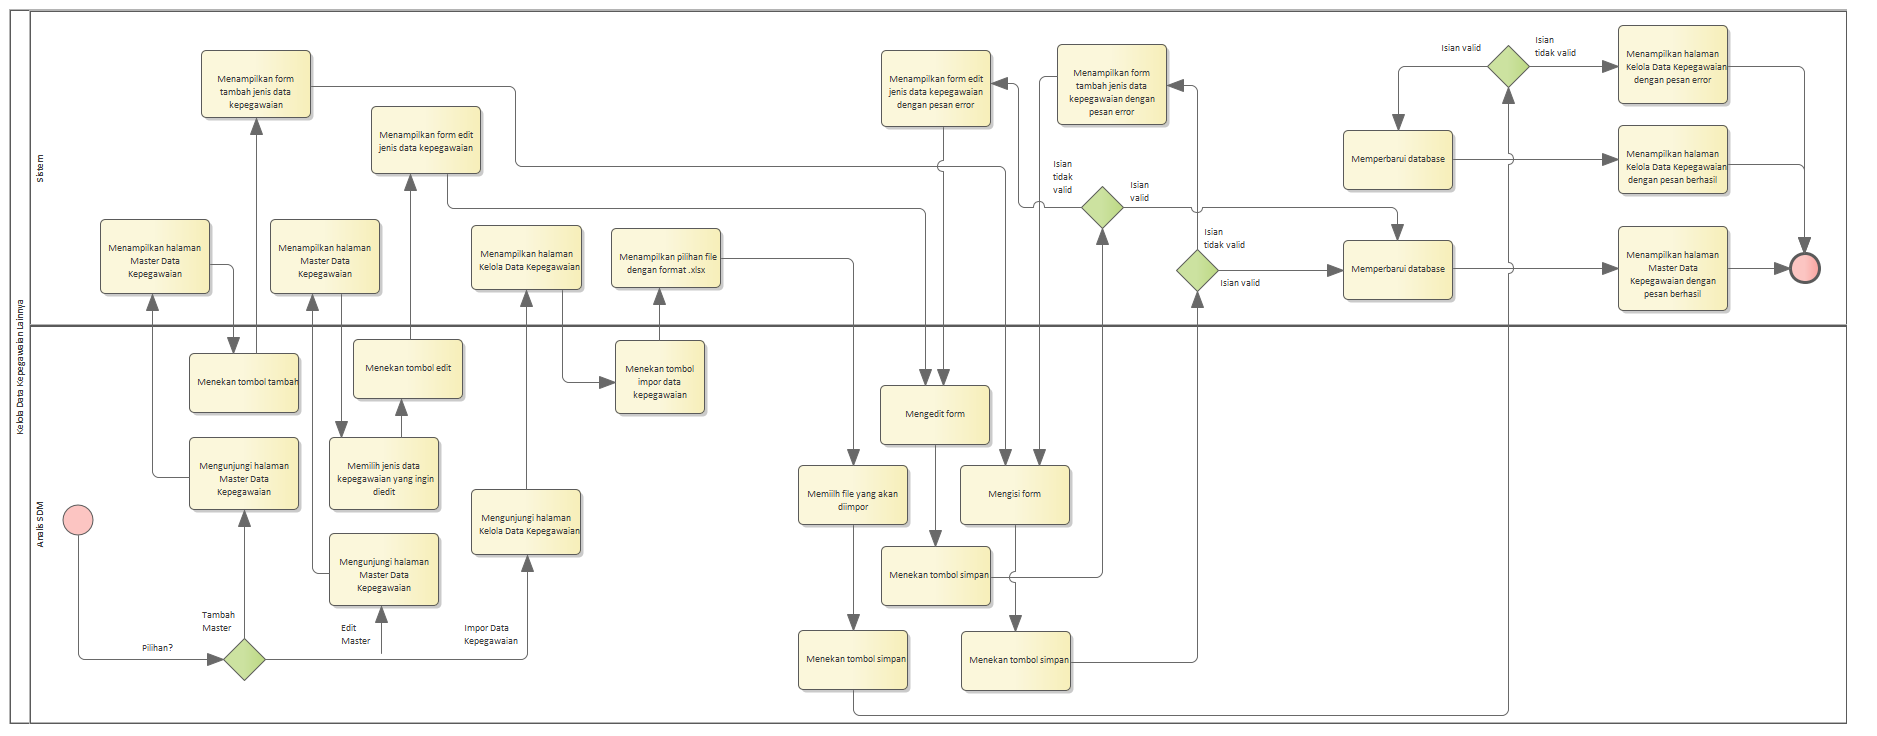 Kelola Data Kepegawaian Lainnya
Sistem
Menampilkan form
tambah jenis data
kepegawaian
Menampilkan form edit
jenis data kepegawaian
Menampilkan form edit
jenis data kepegawaian
dengan pesan error
Menampilkan form
tambah jenis data
kepegawaian dengan
pesan error
Isian valid
Isian
tidak valid
Menampilkan halaman
Kelola Data Kepegawaian
dengan pesan error
Memperbarui database
Menampilkan halaman
Kelola Data Kepegawaian
dengan pesan berhasil
Isian
tidak
valid
Isian
valid
Menampilkan halaman
Master Data
Kepegawaian
Menampilkan halaman
Master Data
Kepegawaian
Menampilkan halaman
Kelola Data Kepegawaian
Menampilkan pilihan file
dengan format .xlsx
Isian
tidak valid
Isian valid
Memperbarui database
Menampilkan halaman
Master Data
Kepegawaian dengan
pesan berhasil
Analis SDM
Menekan tombol tambah
Menekan tombol edit
Menekan tombol
impor data
kepegawaian
Mengedit form
Mengunjungi halaman
Master Data
Kepegawaian
Memilih jenis data
kepegawaian yang ingin
diedit
Mengunjungi halaman
Kelola Data Kepegawaian
Memiilh file yang akan
diimpor
Mengisi form
Mengunjungi halaman
Master Data
Kepegawaian
Menekan tombol simpan
Tambah
Master
Edit
Master
Impor Data
Kepegawaian
Pilihan?
Menekan tombol simpan
Menekan tombol simpan